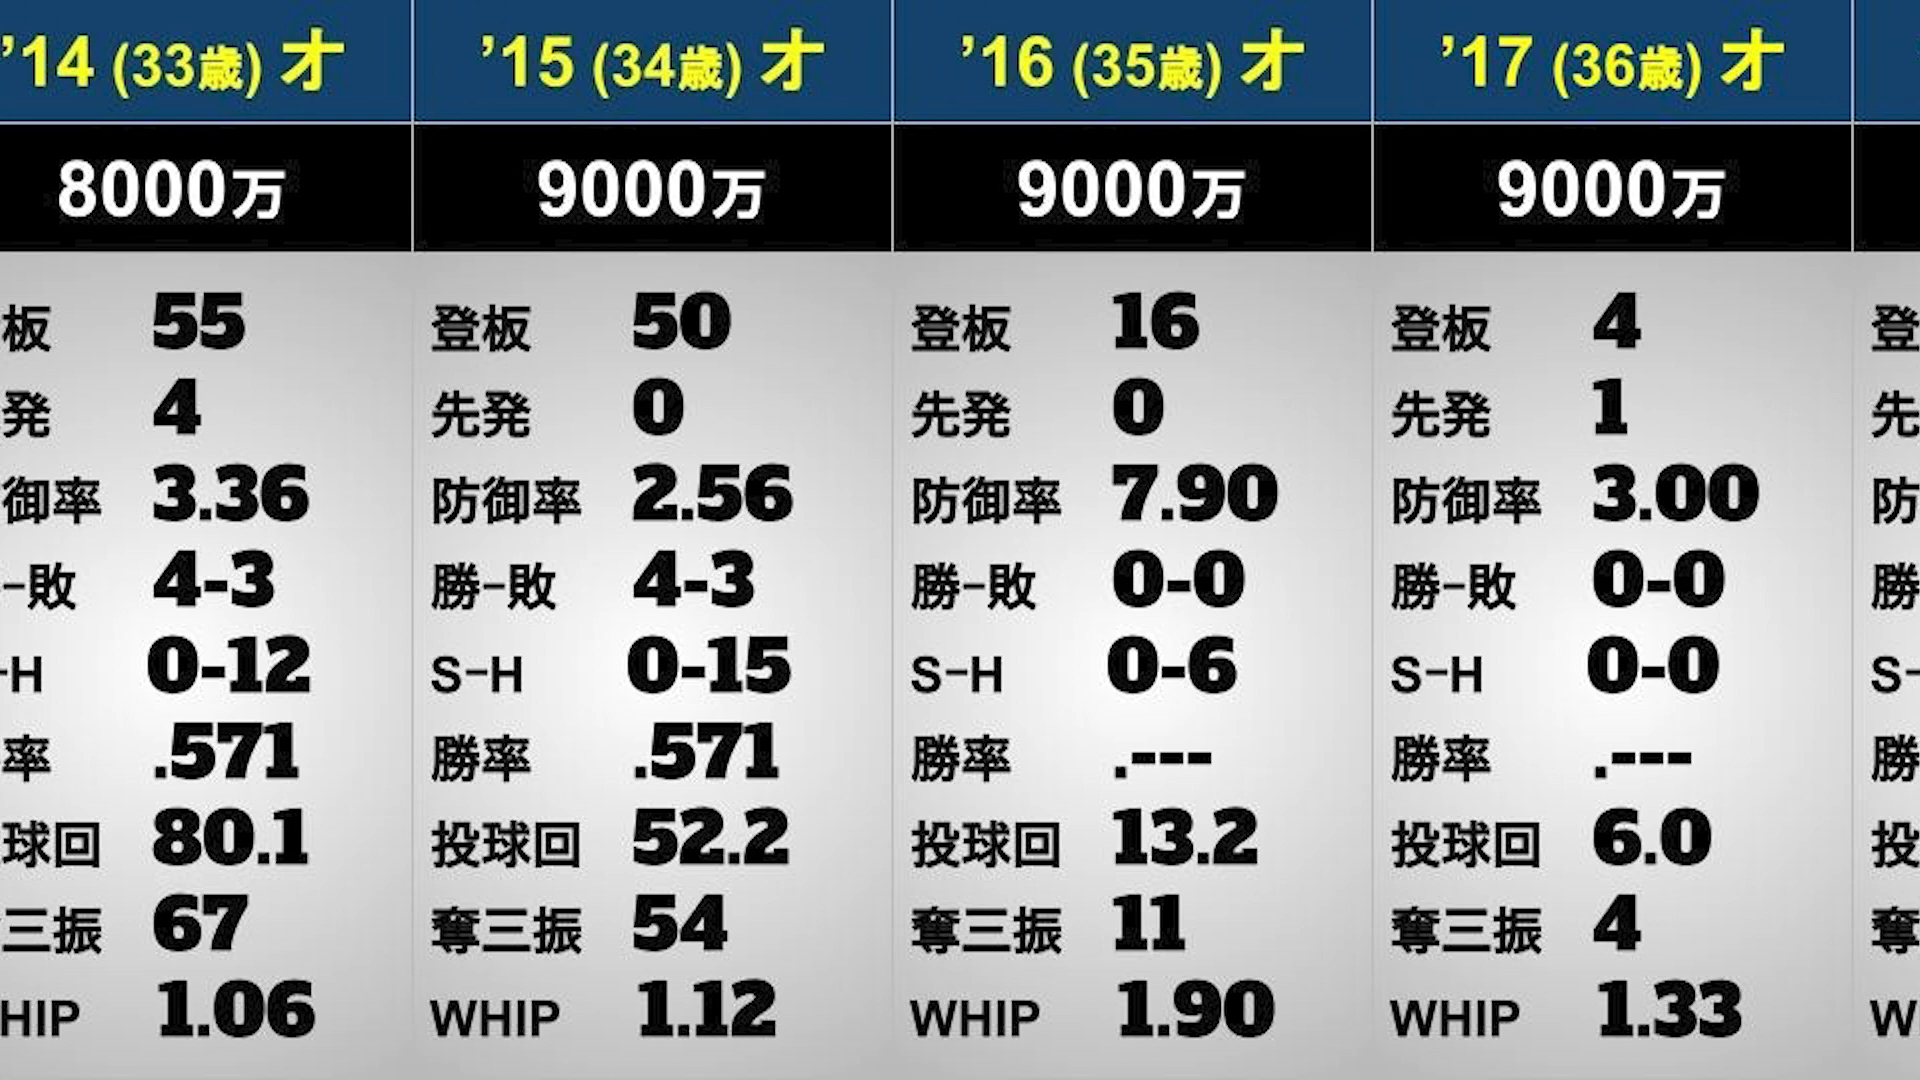 ’14 (33歳) オ
8000万
板 55
発 4
御率 3.36
-敗 4-3
-H 0-12
率 .571
球回 80.1
三振 67
HIP 1.06
’15 (34歳) オ
9000万
登板 50
先発 0
防御率 2.56
勝-敗 4-3
S-H 0-15
勝率 .571
投球回 52.2
奪三振 54
WHIP 1.12
’16 (35歳) オ
9000万
登板 16
先発 0
防御率 7.90
勝-敗 0-0
S-H 0-6
勝率 .---
投球回 13.2
奪三振 11
WHIP 1.90
’17 (36歳) オ
9000万
登板 4
先発 1
防御率 3.00
勝-敗 0-0
S-H 0-0
勝率 .---
投球回 6.0
奪三振 4
WHIP 1.33
登
先
防
勝
S-
勝
投
奪
W